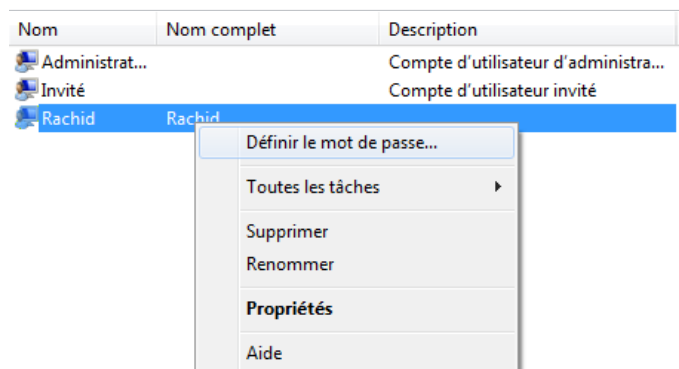 Nom Nom complet Description
Administrat... Compte d'utilisateur d'administra...
Invité Compte d'utilisateur invité
Rachid Rachid
Définir le mot de passe...
Toutes les tâches
Supprimer
Renommer
Propriétés
Aide